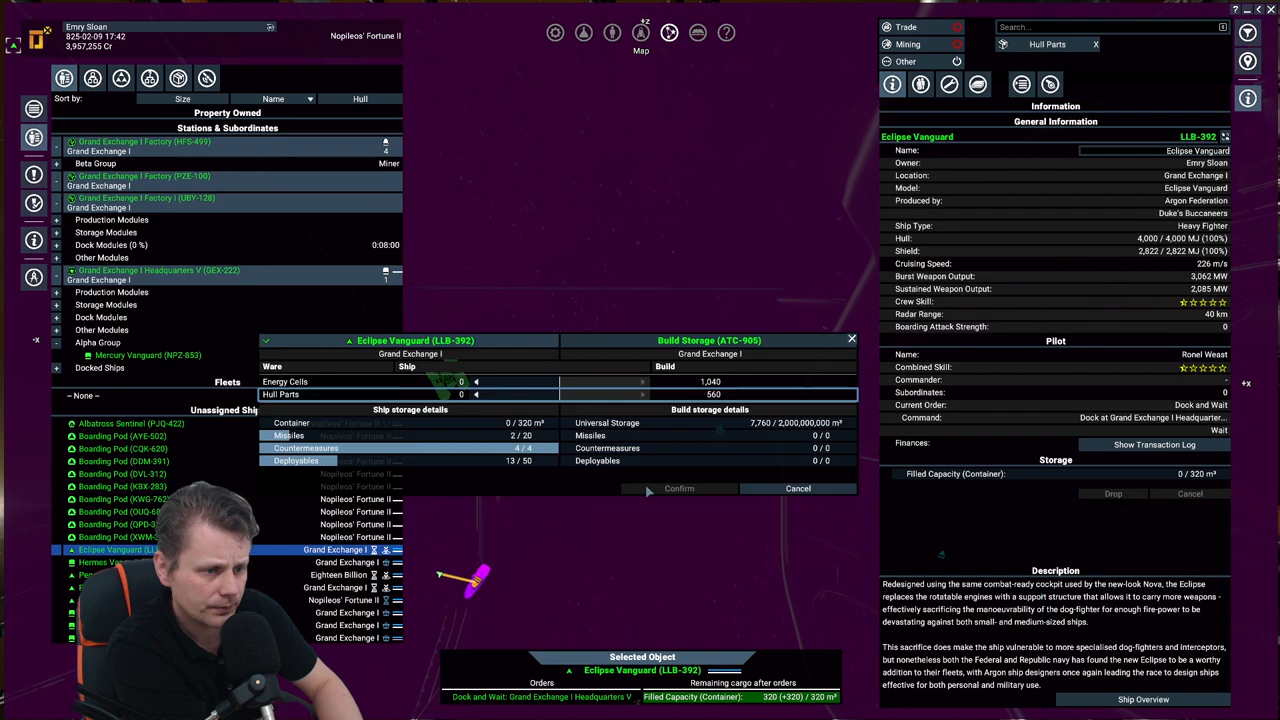 Emry Sloan
825-02-09 17:42
3,957,255 Cr
Nopileos' Fortune II
+Z
Map
Sort by: Size Name Hull
Property Owned
Stations & Subordinates
- Grand Exchange I Factory (HFS-499)
Grand Exchange I 4
+ Beta Group Miner
- Grand Exchange I Factory (PZE-100)
Grand Exchange I
- Grand Exchange I Factory I (UBY-128)
Grand Exchange I
+ Production Modules
+ Storage Modules
+ Dock Modules (0 %) 0:08:00
+ Other Modules
- Grand Exchange I Headquarters V (GEX-222)
Grand Exchange I 1
+ Production Modules
+ Storage Modules
+ Dock Modules
+ Other Modules
- Alpha Group
Mercury Vanguard (NPZ-853)
+ Docked Ships
Fleets
-- None --
Unassigned Ship
Albatross Sentinel (PJQ-422)
Boarding Pod (AYE-502)
Boarding Pod (CQK-620)
Boarding Pod (DDM-391)
Boarding Pod (DVL-312)
Boarding Pod (KBX-283) Nopileos' Fortune II
Boarding Pod (KWG-762) Nopileos' Fortune II
Boarding Pod (OUQ-68 Nopileos' Fortune II
Boarding Pod (QPD-3 Nopileos' Fortune II
Boarding Pod (XWM-3 Nopileos' Fortune II
Eclipse Vanguard (LL Grand Exchange I
Hermes Va Grand Exchange I
Pe Eighteen Billion
Grand Exchange I
Nopileos' Fortune II
Grand Exchange I
Grand Exchange I
Grand Exchange I
-X
+X
Eclipse Vanguard (LLB-392) Build Storage (ATC-905) X
Grand Exchange I Grand Exchange I
Ware Ship Build
Energy Cells 0 1,040
Hull Parts 0 560
Ship storage details Build storage details
Container 0 / 320 m³ Universal Storage 7,760 / 2,000,000,000 m³
Missiles 2 / 20 Missiles 0 / 0
Countermeasures 4 / 4 Countermeasures 0 / 0
Deployables 13 / 50 Deployables 0 / 0
Confirm Cancel
Selected Object
Eclipse Vanguard (LLB-392)
Orders Remaining cargo after orders
Dock and Wait: Grand Exchange I Headquarters V Filled Capacity (Container): 320 (+320) / 320 m³
Trade
Mining
Other
Search...
Hull Parts X
Information
General Information
Eclipse Vanguard LLB-392
Name: Eclipse Vanguard
Owner: Emry Sloan
Location: Grand Exchange I
Model: Eclipse Vanguard
Produced by: Argon Federation
Duke's Buccaneers
Ship Type: Heavy Fighter
Hull: 4,000 / 4,000 MJ (100%)
Shield: 2,822 / 2,822 MJ (100%)
Cruising Speed: 226 m/s
Burst Weapon Output: 3,062 MW
Sustained Weapon Output: 2,085 MW
Crew Skill:
Radar Range: 40 km
Boarding Attack Strength: 0
Pilot
Name: Ronel Weast
Combined Skill:
Commander: -
Subordinates: 0
Current Order: Dock and Wait
Command: Dock at Grand Exchange I Headquarter...
Wait
Finances: Show Transaction Log
Storage
Filled Capacity (Container): 0 / 320 m³
Drop Cancel
Description
Redesigned using the same combat-ready cockpit used by the new-look Nova, the Eclipse
replaces the rotatable engines with a support structure that allows it to carry more weapons -
effectively sacrificing the manoeuvrability of the dog-fighter for enough fire-power to be
devastating against both small- and medium-sized ships.
This sacrifice does make the ship vulnerable to more specialised dog-fighters and interceptors,
but nonetheless both the Federal and Republic navy has found the new Eclipse to be a worthy
addition to their fleets, with Argon ship designers once again leading the race to design ships
effective for both personal and military use.
Ship Overview